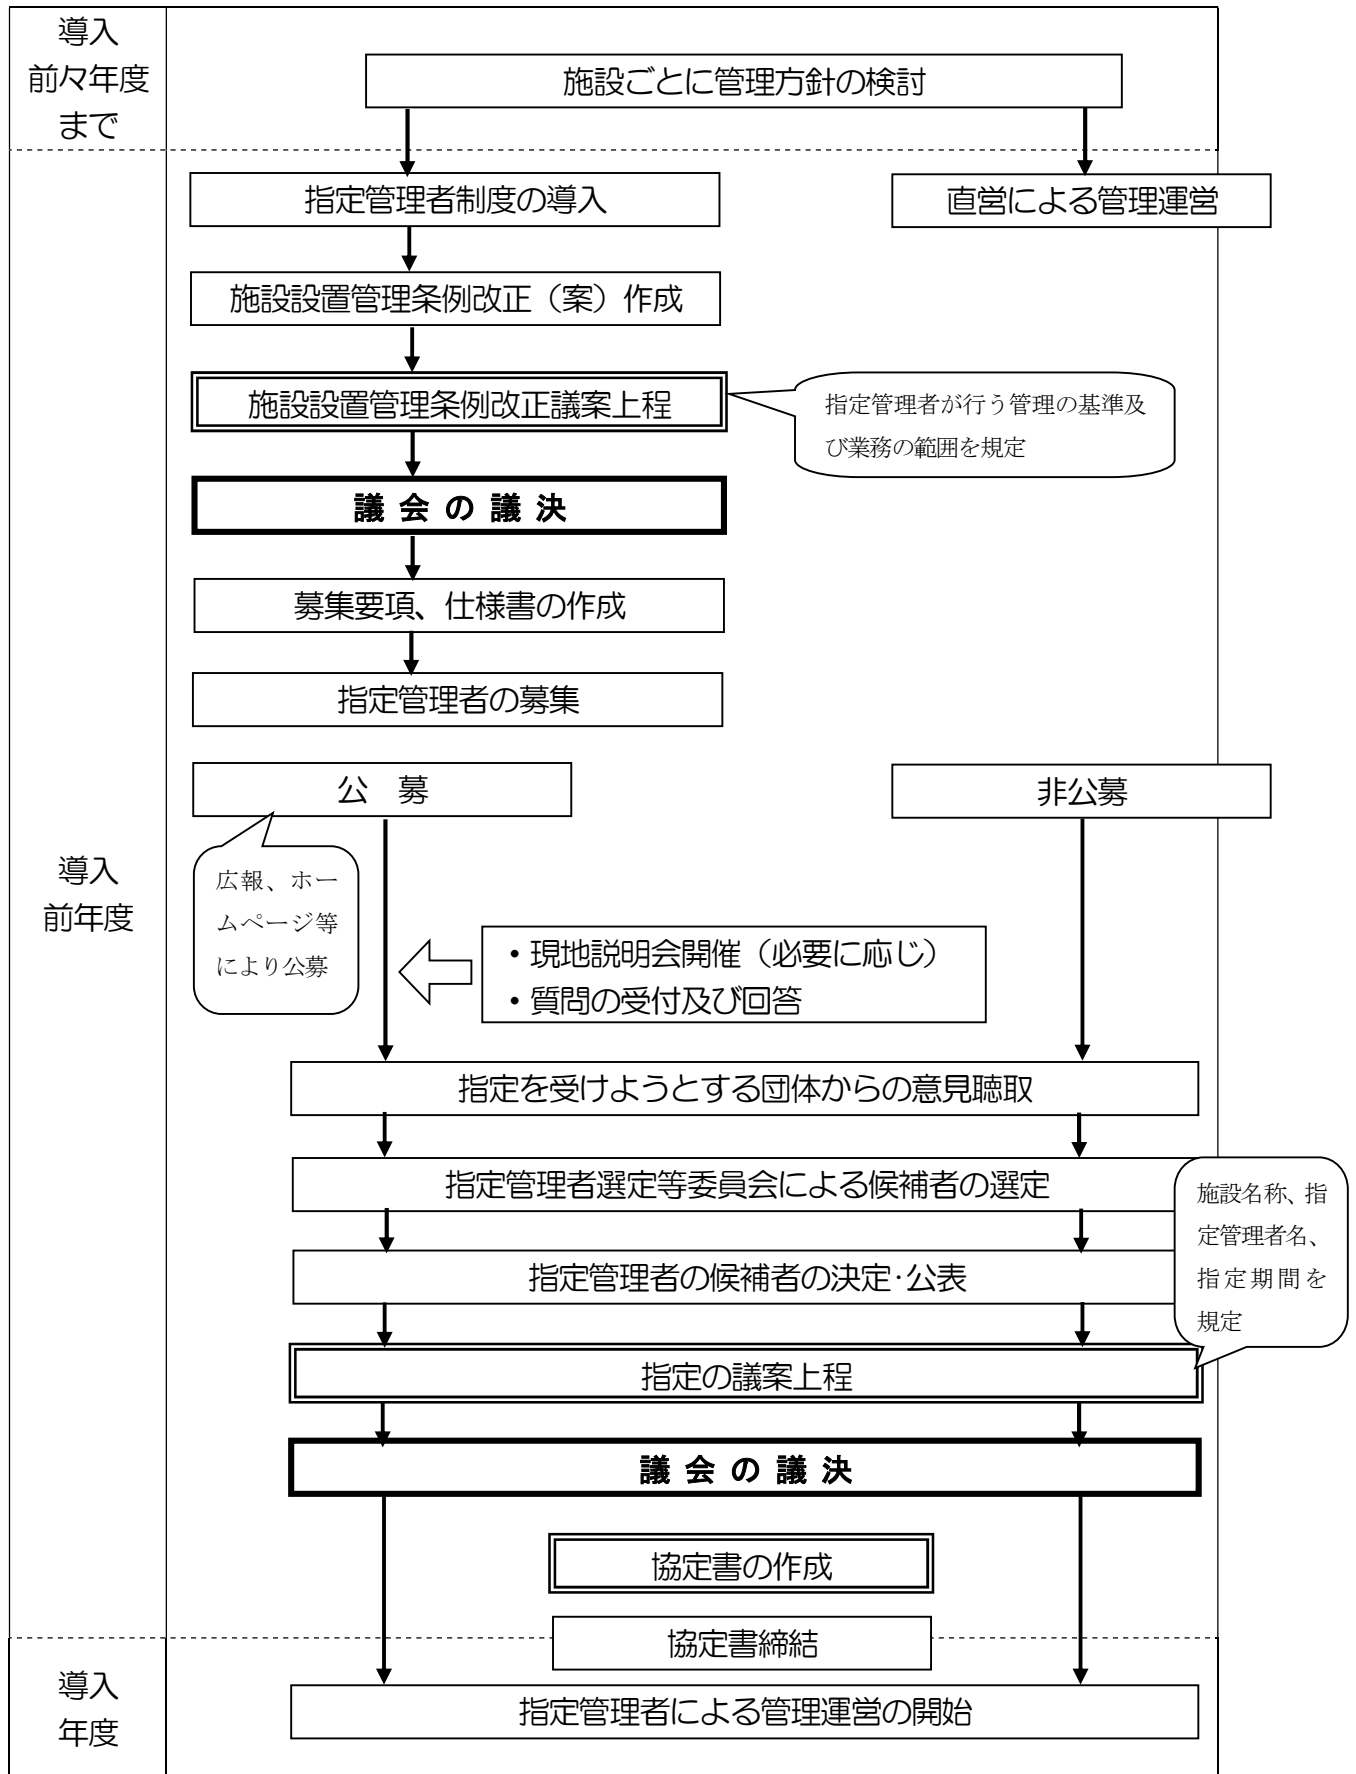 導入
前々年度
まで
施設ごとに管理方針の検討
指定管理者制度の導入
直営による管理運営
施設設置管理条例改正（案）作成
施設設置管理条例改正議案上程
指定管理者が行う管理の基準及
び業務の範囲を規定
議会の議決
募集要項、仕様書の作成
指定管理者の募集
公　募
非公募
導入
前年度
広報、ホー
ムページ等
により公募
・現地説明会開催（必要に応じ）
・質問の受付及び回答
指定を受けようとする団体からの意見聴取
指定管理者選定等委員会による候補者の選定
施設名称、指
定管理者名、
指定期間を
規定
指定管理者の候補者の決定･公表
指定の議案上程
議会の議決
協定書の作成
協定書締結
導入
年度
指定管理者による管理運営の開始